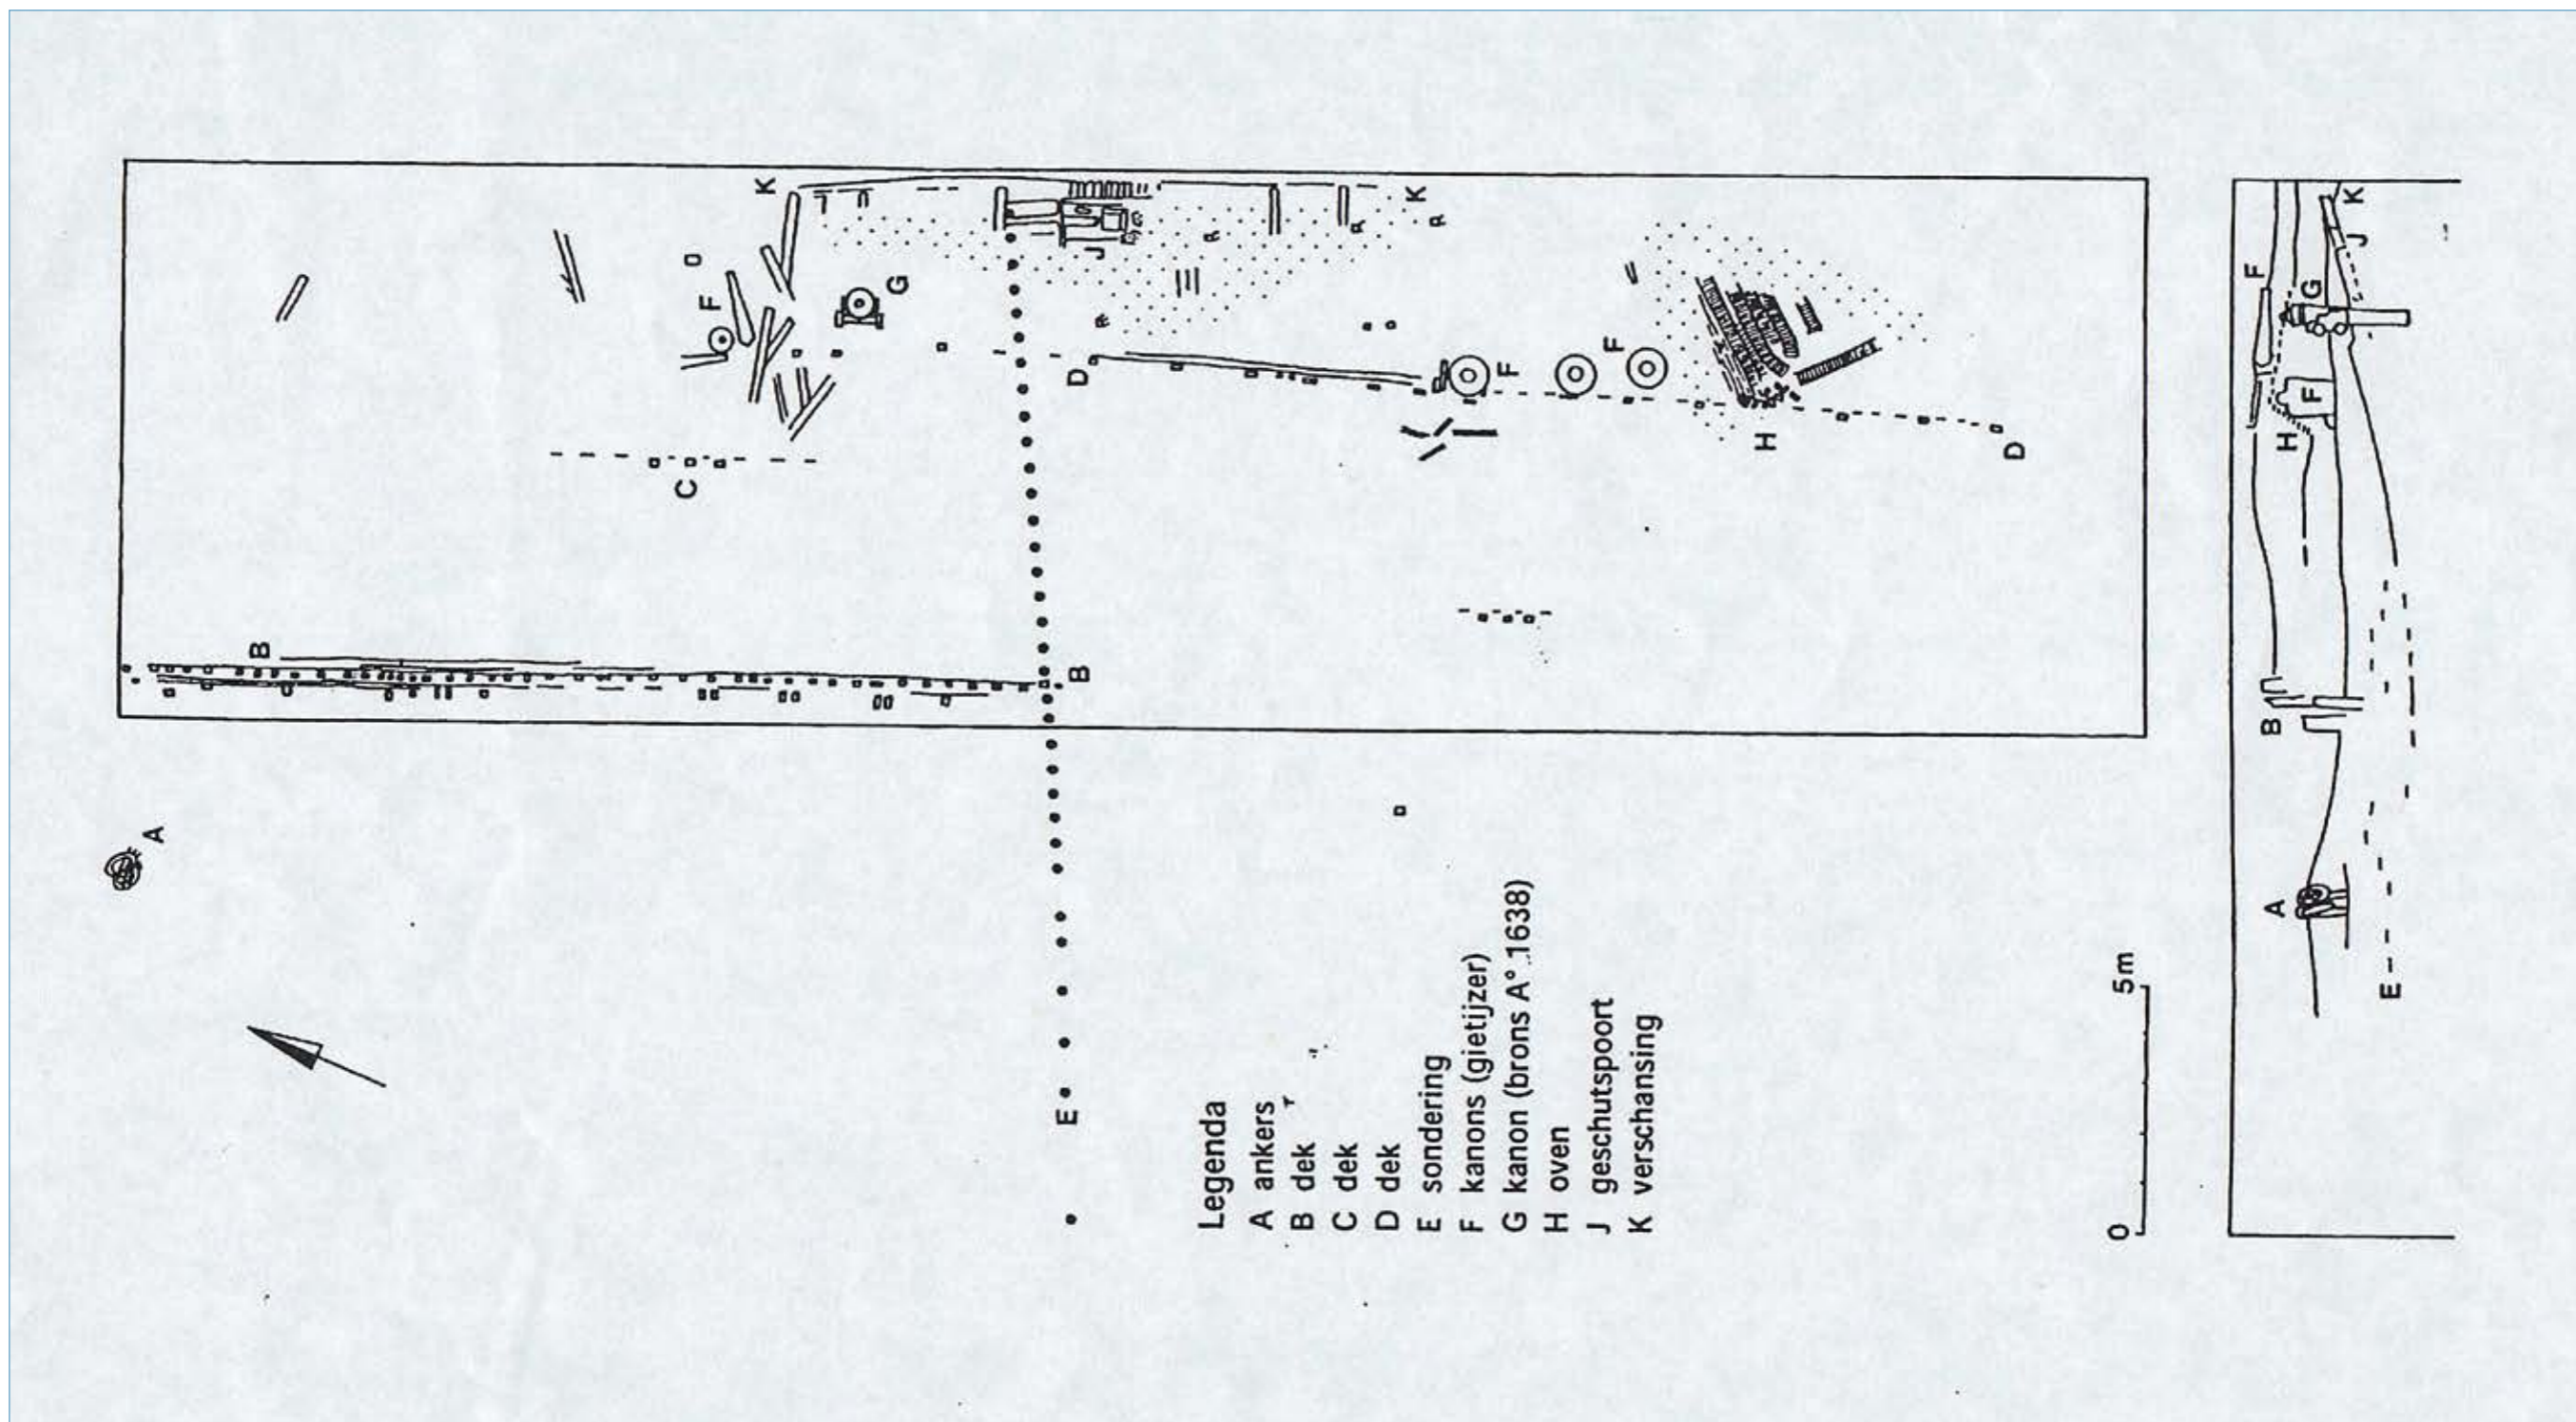 K
K
R
R
R
R
J
G
F
F
F
D
D
H
C
B
B
A
E
Legenda
A ankers
B dek
C dek
D dek
E sondering
F kanons (gietijzer)
G kanon (brons A° 1638)
H oven
J geschutspoort
K verschansing
0 5m
K
J
F
G
F
H
B
A
E